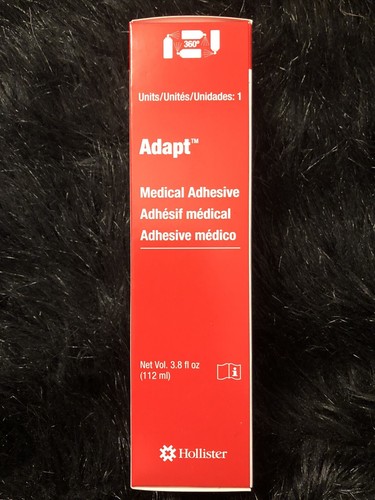 360°
Units/Unités/Unidades: 1
Adapt™
Medical Adhesive
Adhésif médical
Adhesive médico
Net Vol. 3.8 fl oz
(112 ml)
Hollister